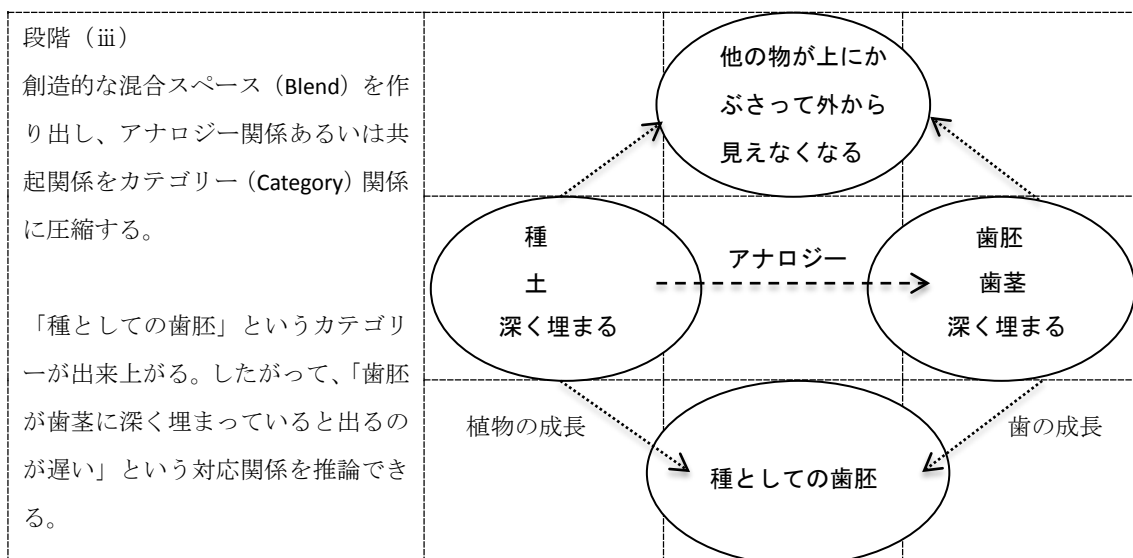 段階（ⅲ）
創造的な混合スペース（Blend）を作
り出し、アナロジー関係あるいは共
起関係をカテゴリー（Category）関係
に圧縮する。
「種としての歯胚」というカテゴリ
ーが出来上がる。したがって、「歯胚
が歯茎に深く埋まっていると出るの
が遅い」という対応関係を推論でき
る。
他の物が上にか
ぶさって外から
見えなくなる
種
土
深く埋まる
アナロジー
歯胚
歯茎
深く埋まる
植物の成長
歯の成長
種としての歯胚